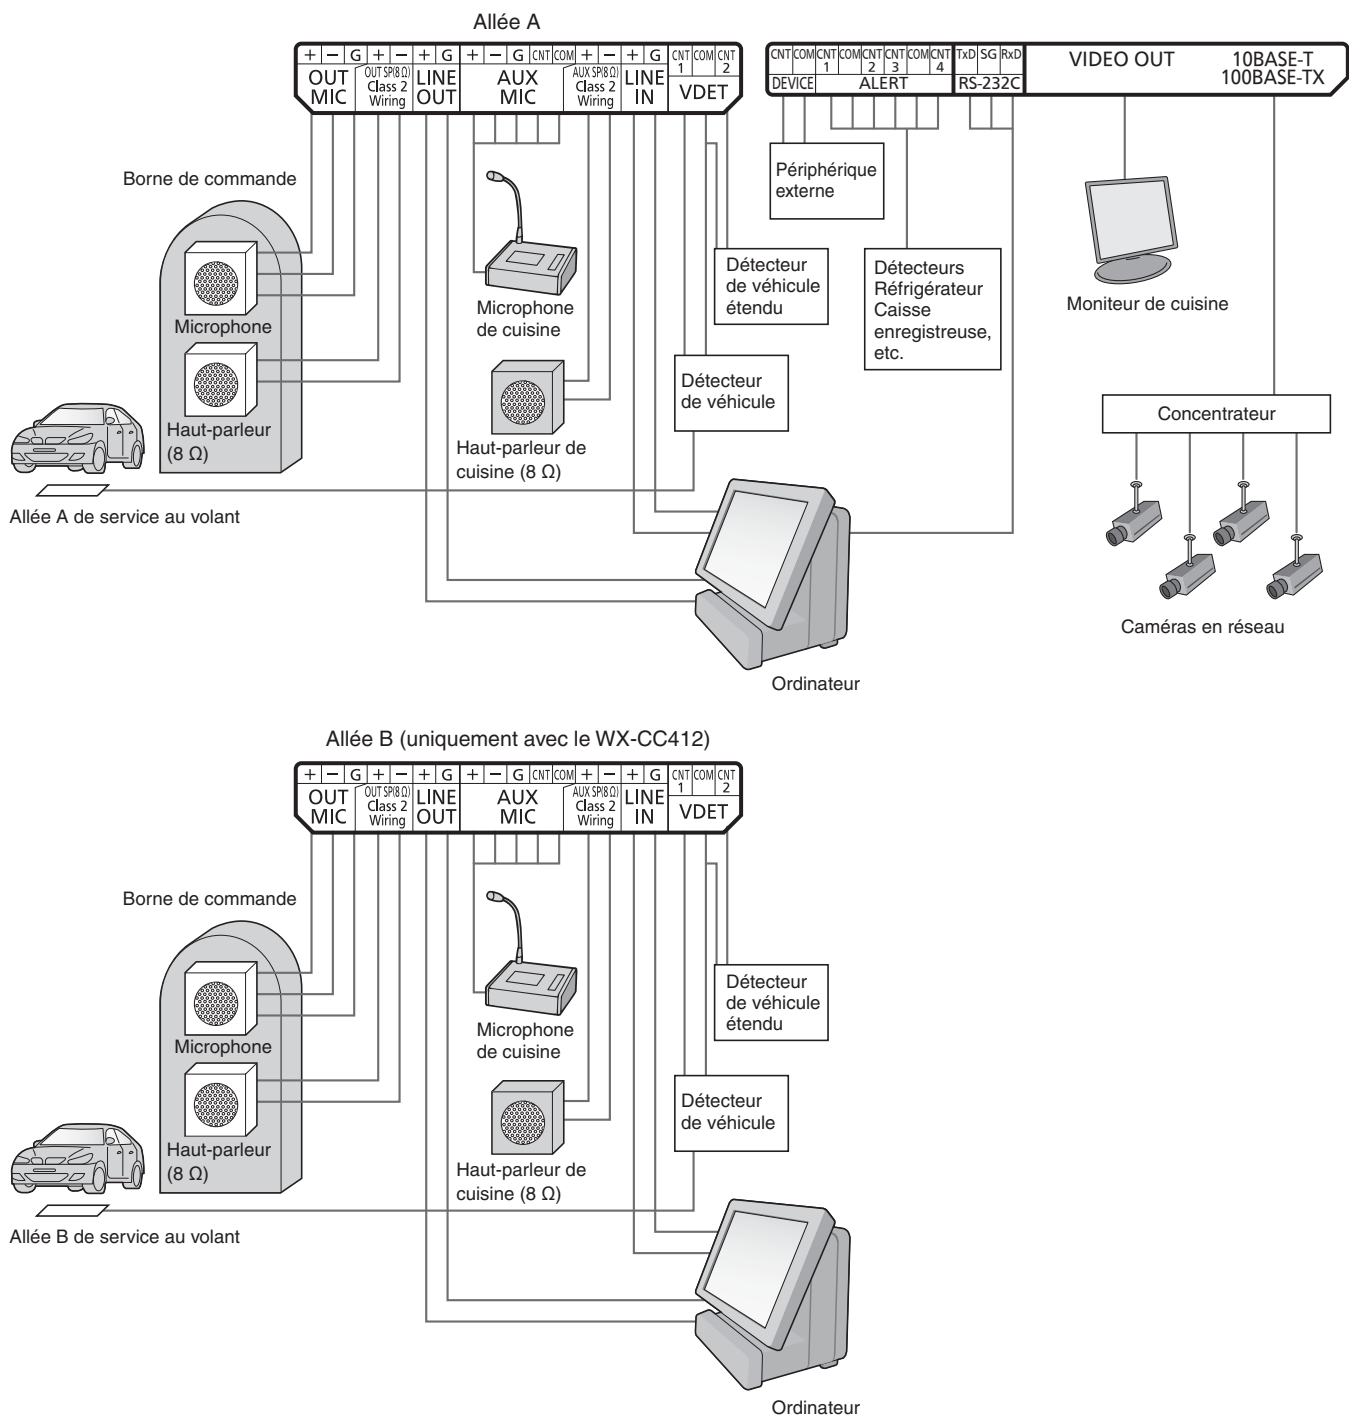 Allée A
+ − G + − + G + − G CNT COM + − + G CNT 1 COM CNT 2
OUT MIC
OUT SP(8 Ω) Class 2 Wiring
LINE OUT
AUX MIC
AUX SP(8 Ω) Class 2 Wiring
LINE IN
VDET
CNT COM CNT 1 COM CNT 2 CNT 3 COM CNT 4 TxD SG RxD
DEVICE
ALERT
RS-232C
VIDEO OUT
10BASE-T
100BASE-TX
Borne de commande
Microphone
Haut-parleur
(8 Ω)
Allée A de service au volant
Microphone
de cuisine
Haut-parleur de
cuisine (8 Ω)
Détecteur
de véhicule
étendu
Détecteur
de véhicule
Périphérique
externe
Détecteurs
Réfrigérateur
Caisse
enregistreuse,
etc.
Moniteur de cuisine
Concentrateur
Caméras en réseau
Ordinateur
Allée B (uniquement avec le WX-CC412)
+ − G + − + G + − G CNT COM + − + G CNT 1 COM CNT 2
OUT MIC
OUT SP(8 Ω) Class 2 Wiring
LINE OUT
AUX MIC
AUX SP(8 Ω) Class 2 Wiring
LINE IN
VDET
Borne de commande
Microphone
Haut-parleur
(8 Ω)
Allée B de service au volant
Microphone
de cuisine
Haut-parleur de
cuisine (8 Ω)
Détecteur
de véhicule
étendu
Détecteur
de véhicule
Ordinateur